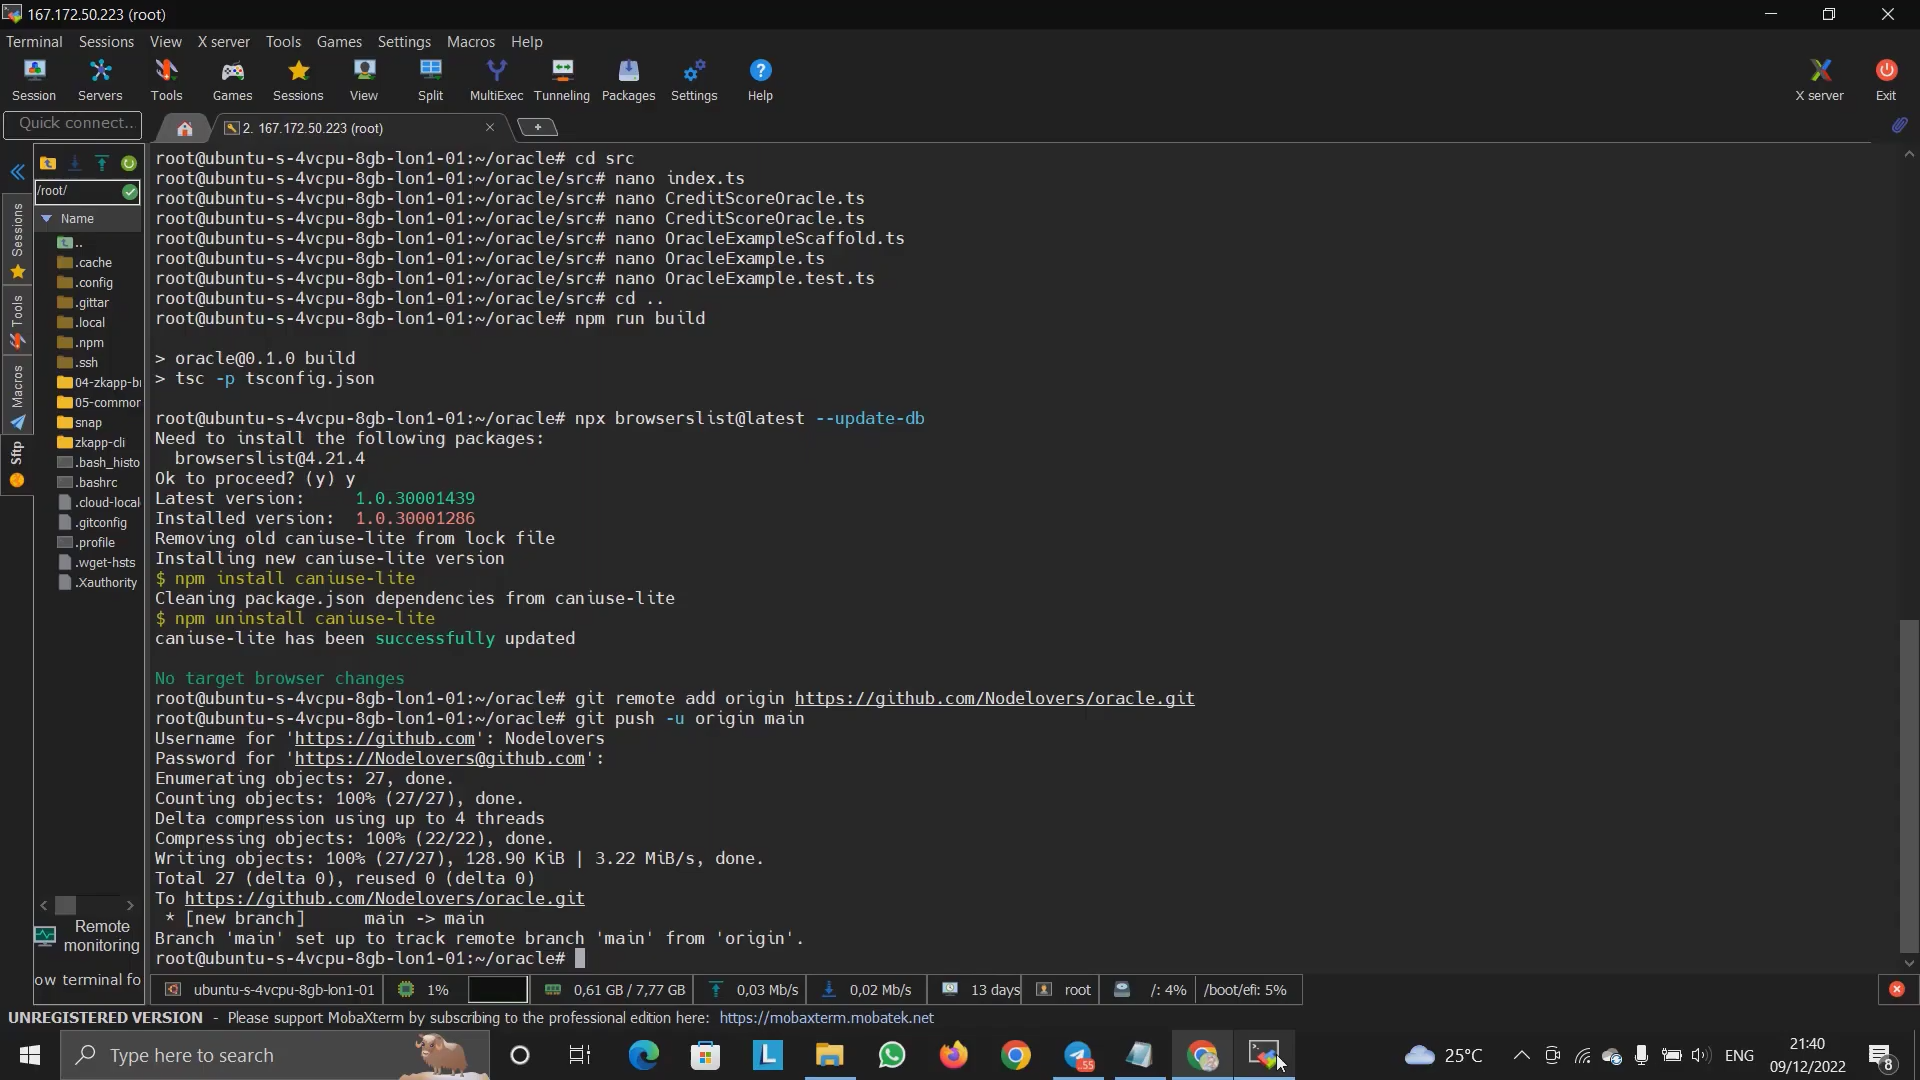 167.172.50.223 (root)
Terminal Sessions View X server Tools Games Settings Macros Help
Session Servers Tools Games Sessions View Split MultiExec Tunneling Packages Settings Help X server Exit
Quick connect...
2. 167.172.50.223 (root)
/root/
Name
..
.cache
.config
.gittar
.local
.npm
.ssh
04-zkapp-br
05-common
snap
zkapp-cli
.bash_histo
.bashrc
.cloud-local
.gitconfig
.profile
.wget-hsts
.Xauthority
Sessions
Tools
Macros
Sftp
Remote
monitoring
ow terminal fo
root@ubuntu-s-4vcpu-8gb-lon1-01:~/oracle# cd src
root@ubuntu-s-4vcpu-8gb-lon1-01:~/oracle/src# nano index.ts
root@ubuntu-s-4vcpu-8gb-lon1-01:~/oracle/src# nano CreditScoreOracle.ts
root@ubuntu-s-4vcpu-8gb-lon1-01:~/oracle/src# nano CreditScoreOracle.ts
root@ubuntu-s-4vcpu-8gb-lon1-01:~/oracle/src# nano OracleExampleScaffold.ts
root@ubuntu-s-4vcpu-8gb-lon1-01:~/oracle/src# nano OracleExample.ts
root@ubuntu-s-4vcpu-8gb-lon1-01:~/oracle/src# nano OracleExample.test.ts
root@ubuntu-s-4vcpu-8gb-lon1-01:~/oracle/src# cd ..
root@ubuntu-s-4vcpu-8gb-lon1-01:~/oracle# npm run build
> oracle@0.1.0 build
> tsc -p tsconfig.json
root@ubuntu-s-4vcpu-8gb-lon1-01:~/oracle# npx browserslist@latest --update-db
Need to install the following packages:
browserslist@4.21.4
Ok to proceed? (y) y
Latest version: 1.0.30001439
Installed version: 1.0.30001286
Removing old caniuse-lite from lock file
Installing new caniuse-lite version
$ npm install caniuse-lite
Cleaning package.json dependencies from caniuse-lite
$ npm uninstall caniuse-lite
caniuse-lite has been successfully updated
No target browser changes
root@ubuntu-s-4vcpu-8gb-lon1-01:~/oracle# git remote add origin https://github.com/Nodelovers/oracle.git
root@ubuntu-s-4vcpu-8gb-lon1-01:~/oracle# git push -u origin main
Username for 'https://github.com': Nodelovers
Password for 'https://Nodelovers@github.com':
Enumerating objects: 27, done.
Counting objects: 100% (27/27), done.
Delta compression using up to 4 threads
Compressing objects: 100% (22/22), done.
Writing objects: 100% (27/27), 128.90 KiB | 3.22 MiB/s, done.
Total 27 (delta 0), reused 0 (delta 0)
To https://github.com/Nodelovers/oracle.git
* [new branch] main -> main
Branch 'main' set up to track remote branch 'main' from 'origin'.
root@ubuntu-s-4vcpu-8gb-lon1-01:~/oracle#
ubuntu-s-4vcpu-8gb-lon1-01 1% 0,61 GB / 7,77 GB 0,03 Mb/s 0,02 Mb/s 13 days root /: 4% /boot/efi: 5%
UNREGISTERED VERSION - Please support MobaXterm by subscribing to the professional edition here: https://mobaxterm.mobatek.net
Type here to search
55
25°C
ENG
21:40
09/12/2022
8